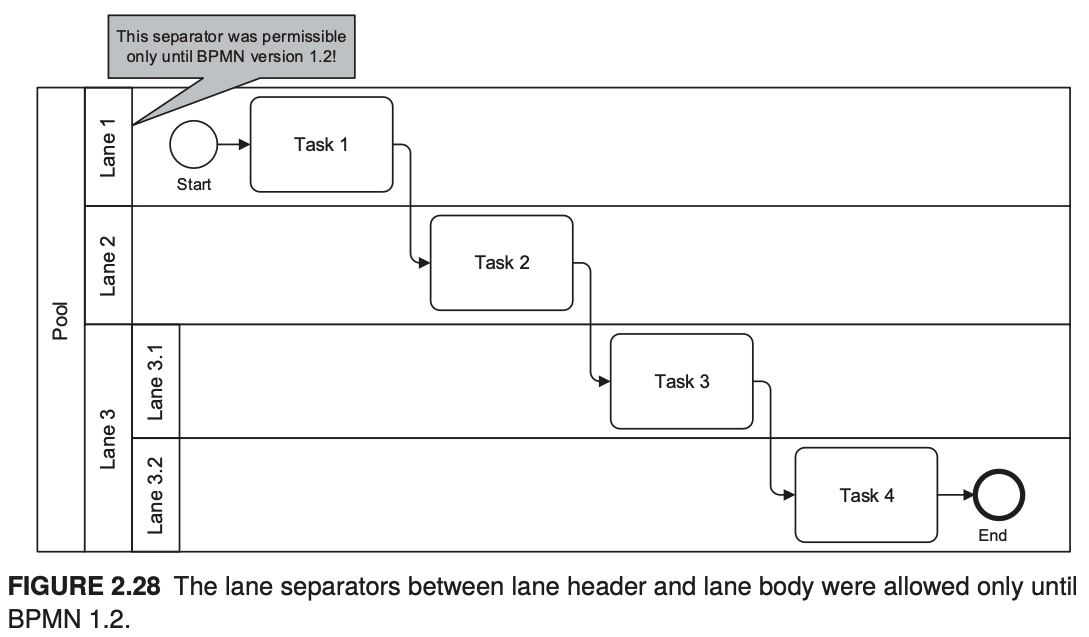 This separator was permissible
only until BPMN version 1.2!
Pool
Lane 1
Start
Task 1
Lane 2
Task 2
Lane 3
Lane 3.1
Task 3
Lane 3.2
Task 4
End
FIGURE 2.28 The lane separators between lane header and lane body were allowed only until
BPMN 1.2.